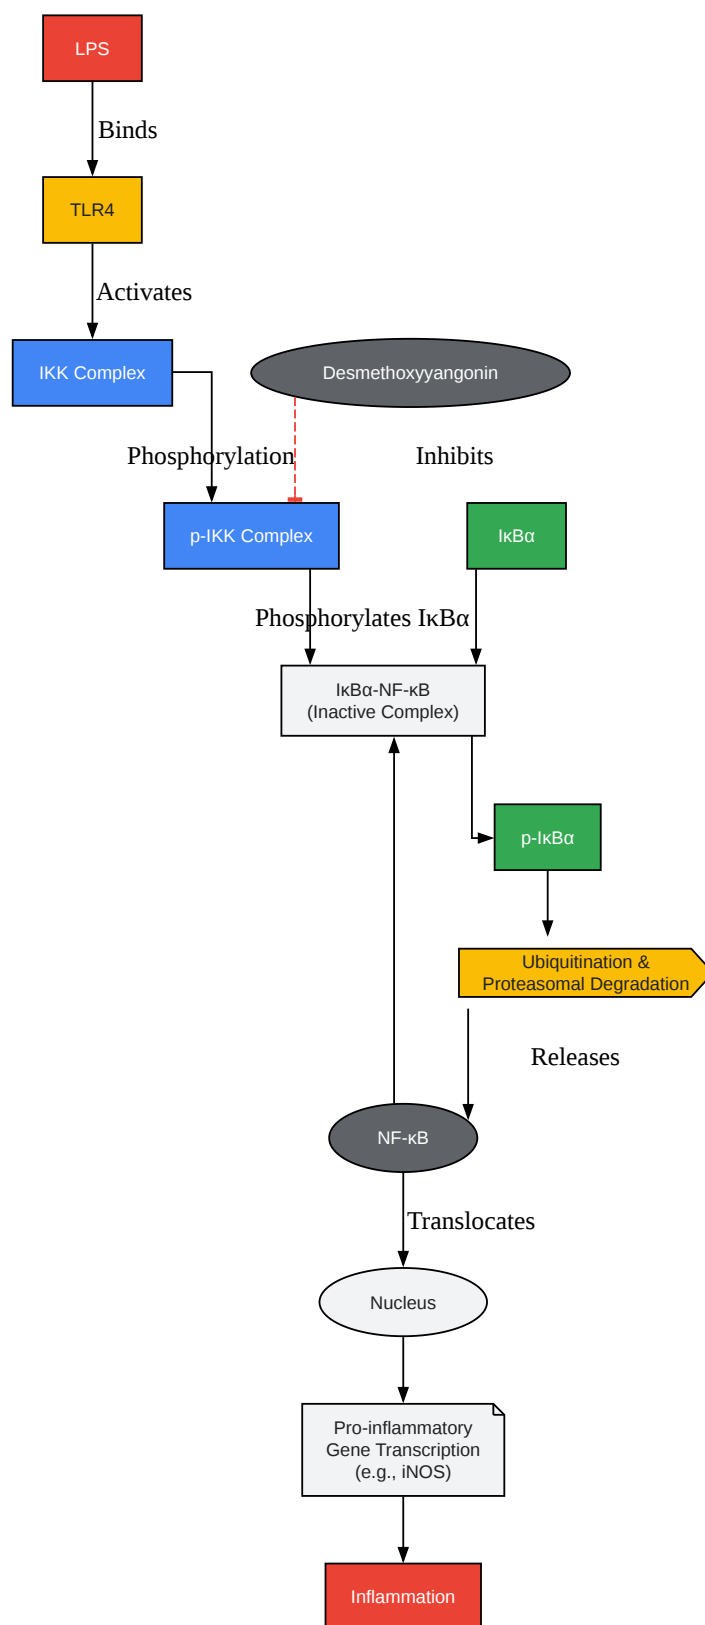 LPS
Binds
TLR4
Activates
IKK Complex
Desmethoxyyangonin
Phosphorylation
Inhibits
p-IKK Complex
IκBα
Phosphorylates IκBα
IκBα-NF-κB
(Inactive Complex)
p-IκBα
Ubiquitination &
Proteasomal Degradation
Releases
NF-κB
Translocates
Nucleus
Pro-inflammatory
Gene Transcription
(e.g., iNOS)
Inflammation